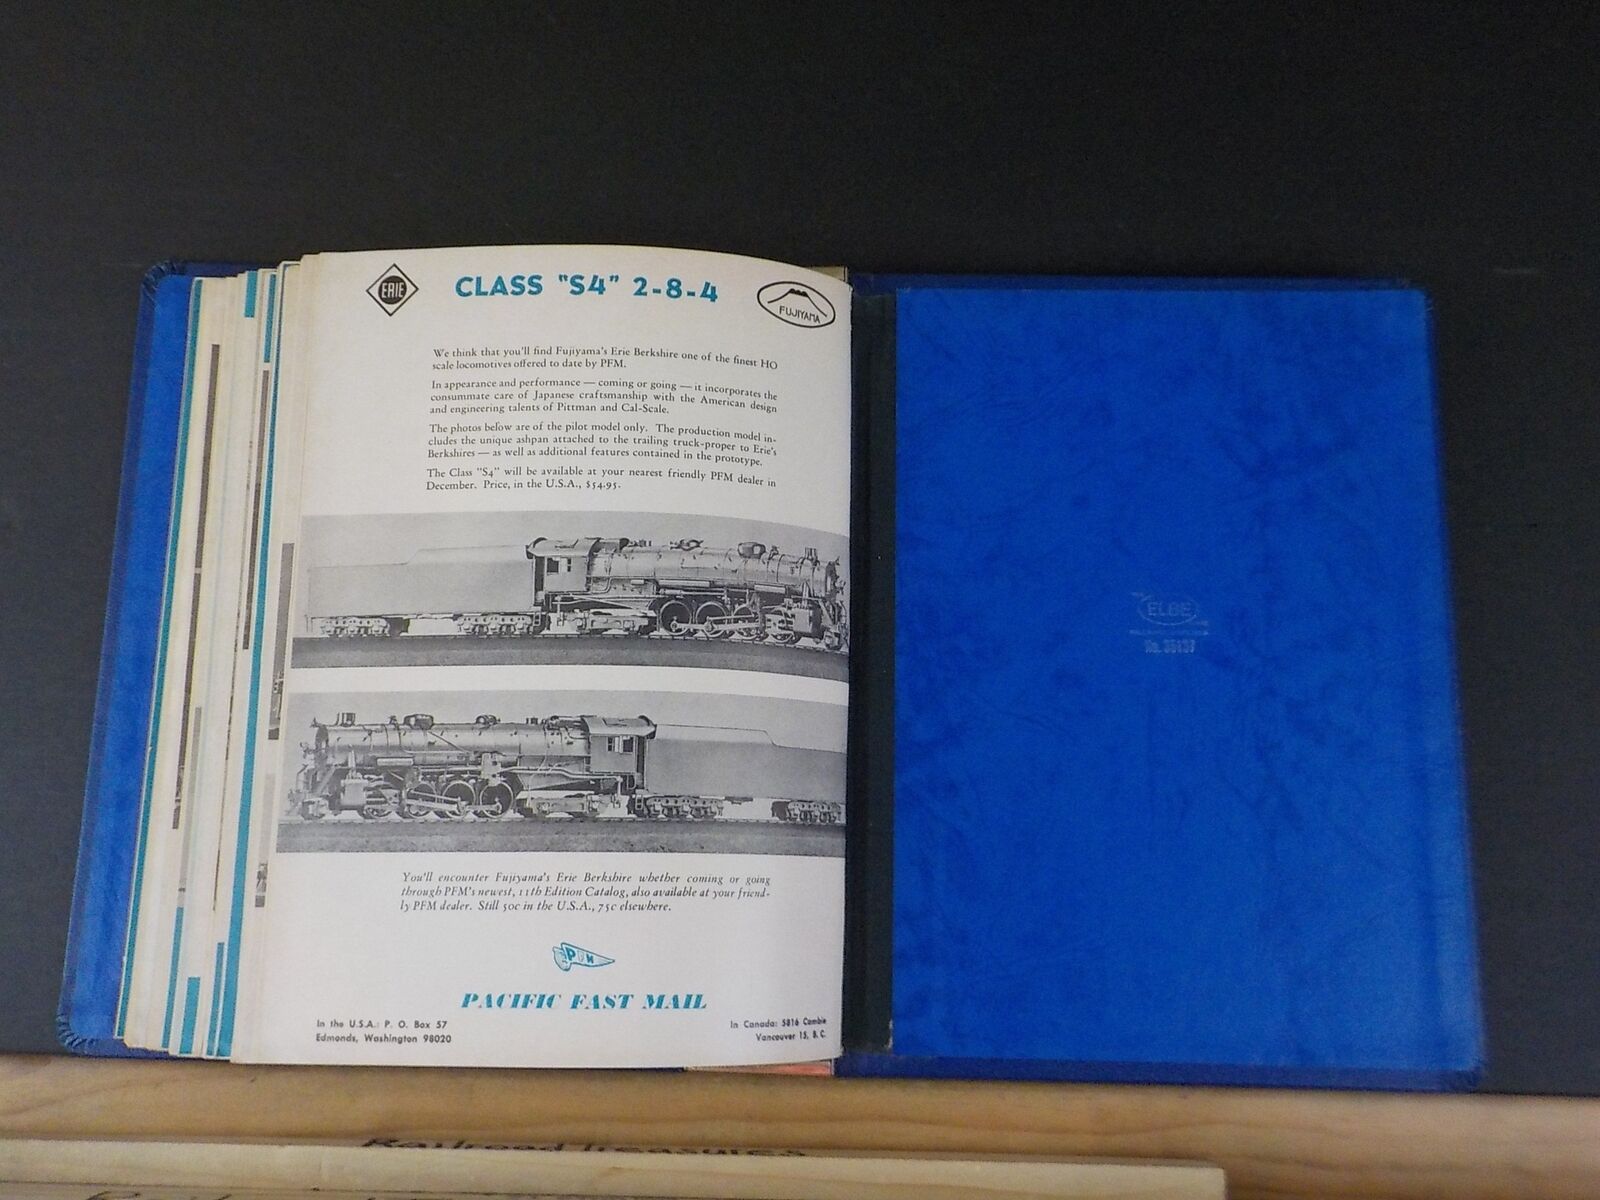 ERIE
CLASS "S4" 2-8-4
FUJIYAMA
We think that you'll find Fujiyama's Erie Berkshire one of the finest HO
scale locomotives offered to date by PFM.
In appearance and performance — coming or going — it incorporates the
consummate care of Japanese craftsmanship with the American design
and engineering talents of Pittman and Cal-Scale.
The photos below are of the pilot model only. The production model in-
cludes the unique ashpan attached to the trailing truck-proper to Erie's
Berkshires — as well as additional features contained in the prototype.
The Class "S4" will be available at your nearest friendly PFM dealer in
December. Price, in the U.S.A., $54.95.
You'll encounter Fujiyama's Erie Berkshire whether coming or going
through PFM's newest, 11th Edition Catalog, also available at your friend-
ly PFM dealer. Still 50c in the U.S.A., 75c elsewhere.
PFM
PACIFIC FAST MAIL
In the U.S.A.: P. O. Box 57
Edmonds, Washington 98020
In Canada: 5816 Cambie
Vancouver 15, B.C.
ELBE
Railroad Treasures